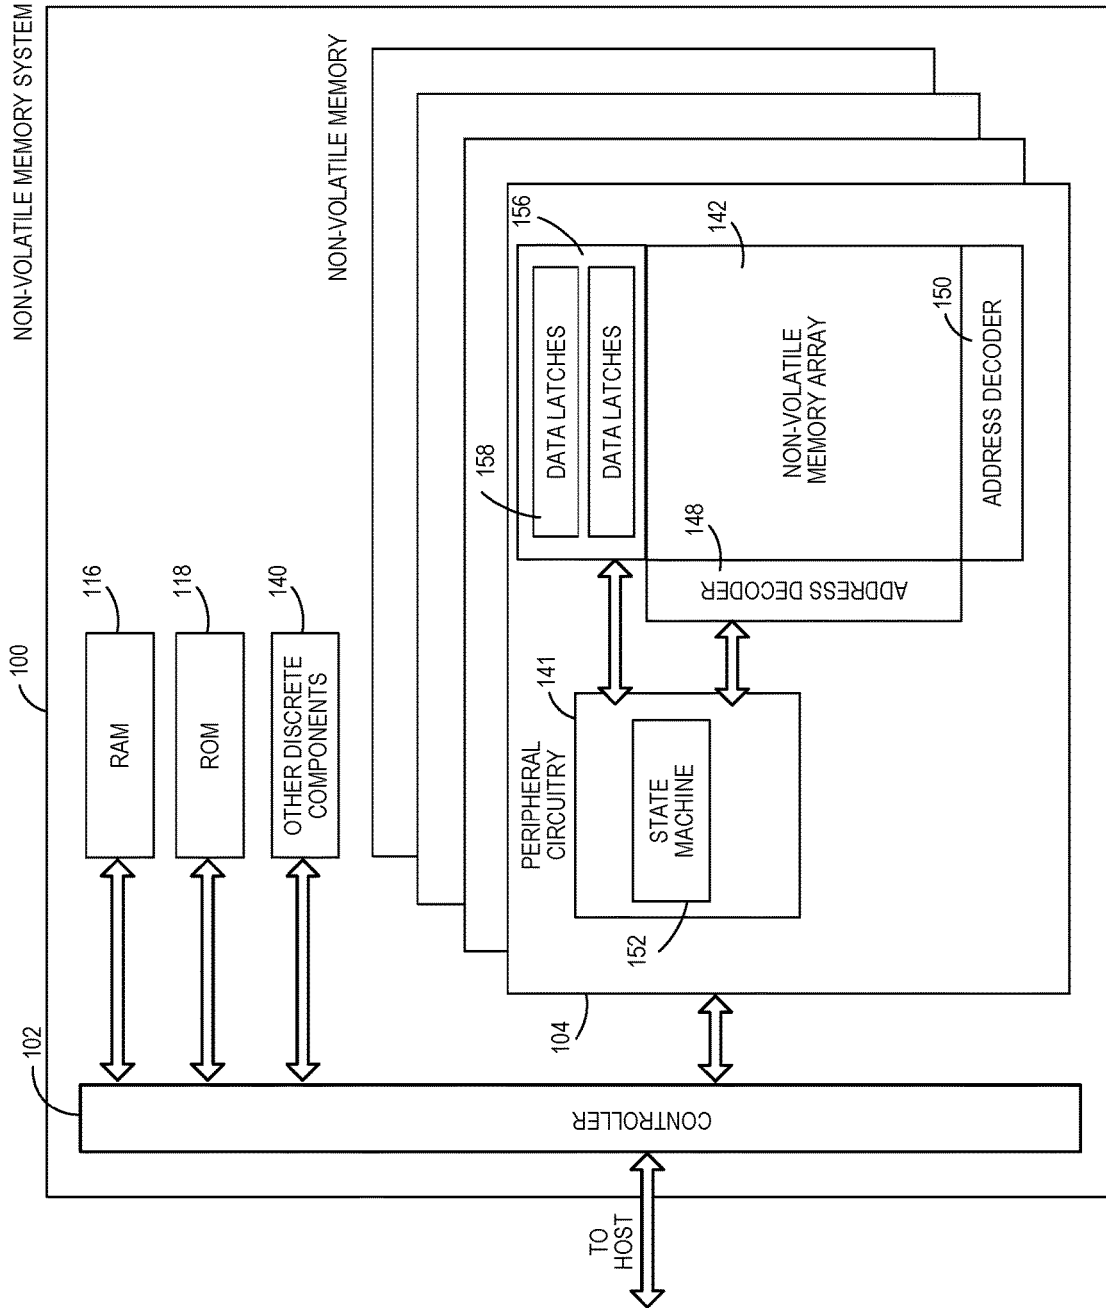 NON-VOLATILE MEMORY SYSTEM
100
102
CONTROLLER
TO
HOST
RAM
116
ROM
118
OTHER DISCRETE
COMPONENTS
140
NON-VOLATILE MEMORY
104
PERIPHERAL
CIRCUITRY
141
STATE
MACHINE
152
DATA LATCHES
DATA LATCHES
158
156
ADDRESS DECODER
148
NON-VOLATILE
MEMORY ARRAY
142
ADDRESS DECODER
150